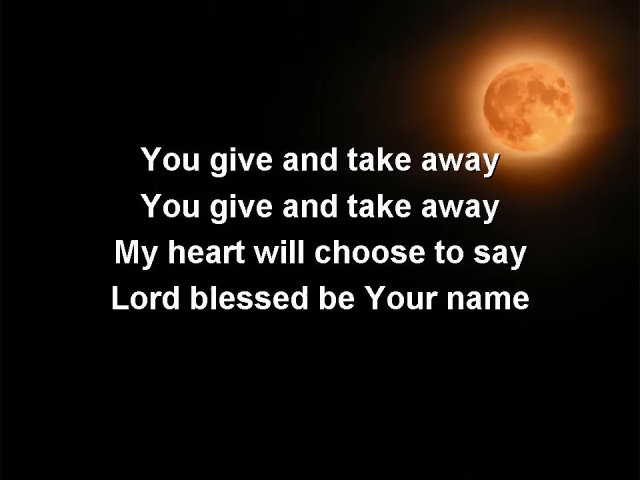 You give and take away
You give and take away
My heart will choose to say
Lord blessed be Your name